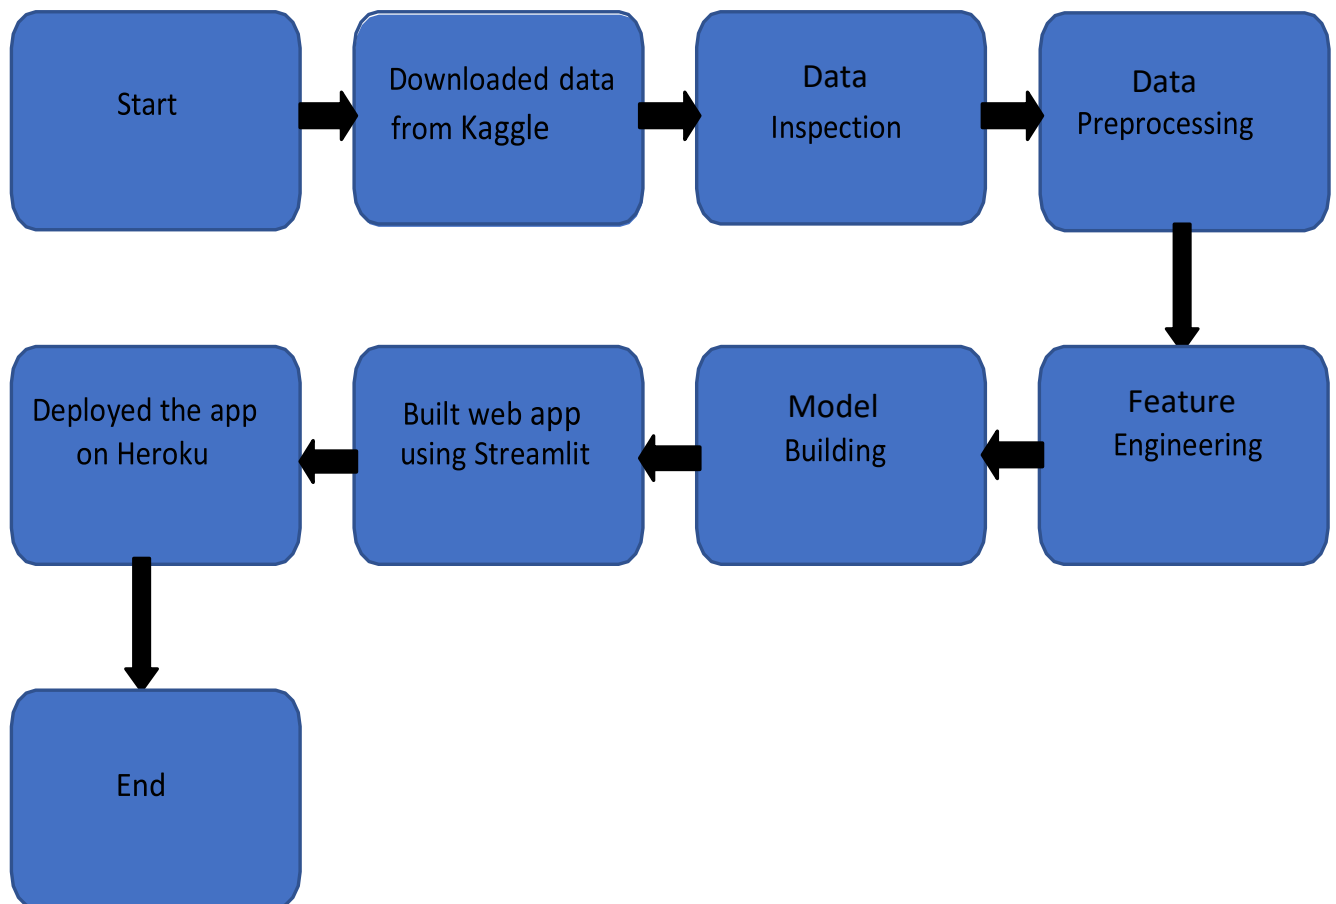 Start
Downloaded data
from Kaggle
Data
Inspection
Data
Preprocessing
Feature
Engineering
Model
Building
Built web app
using Streamlit
Deployed the app
on Heroku
End